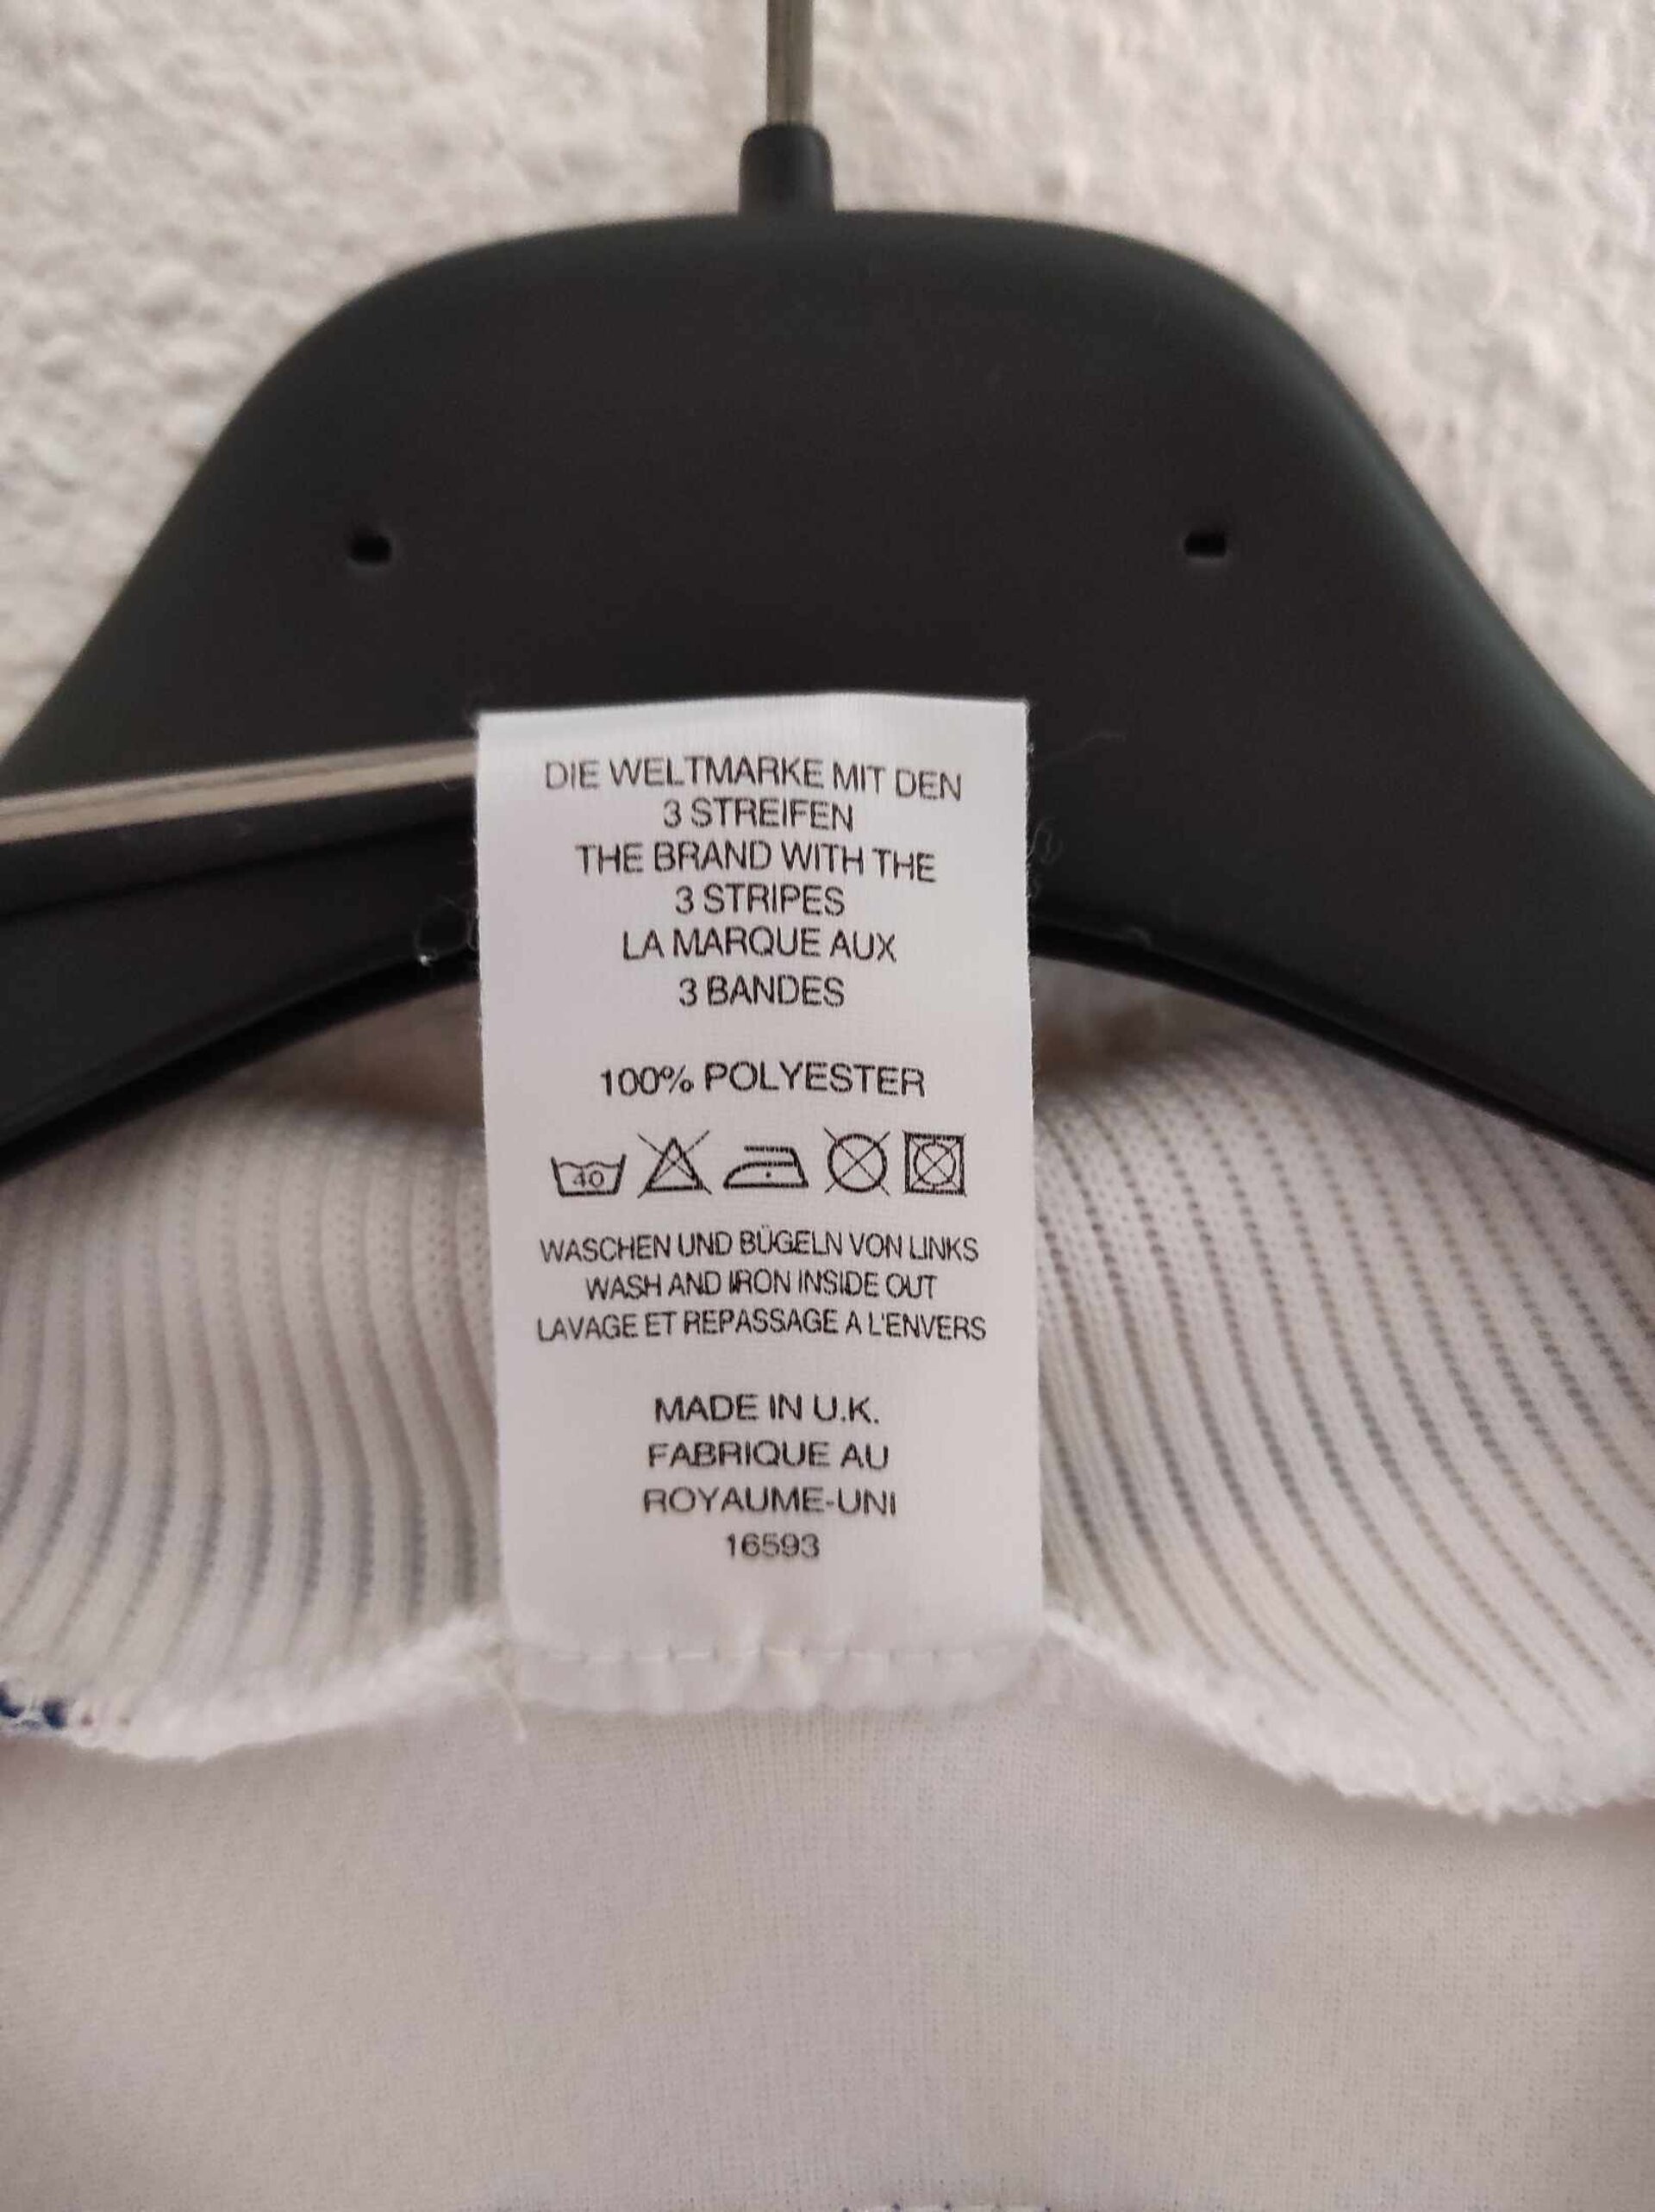 DIE WELTMARKE MIT DEN
3 STREIFEN
THE BRAND WITH THE
3 STRIPES
LA MARQUE AUX
3 BANDES
100% POLYESTER
40
WASCHEN UND BÜGELN VON LINKS
WASH AND IRON INSIDE OUT
LAVAGE ET REPASSAGE A L'ENVERS
MADE IN U.K.
FABRIQUE AU
ROYAUME-UNI
16593